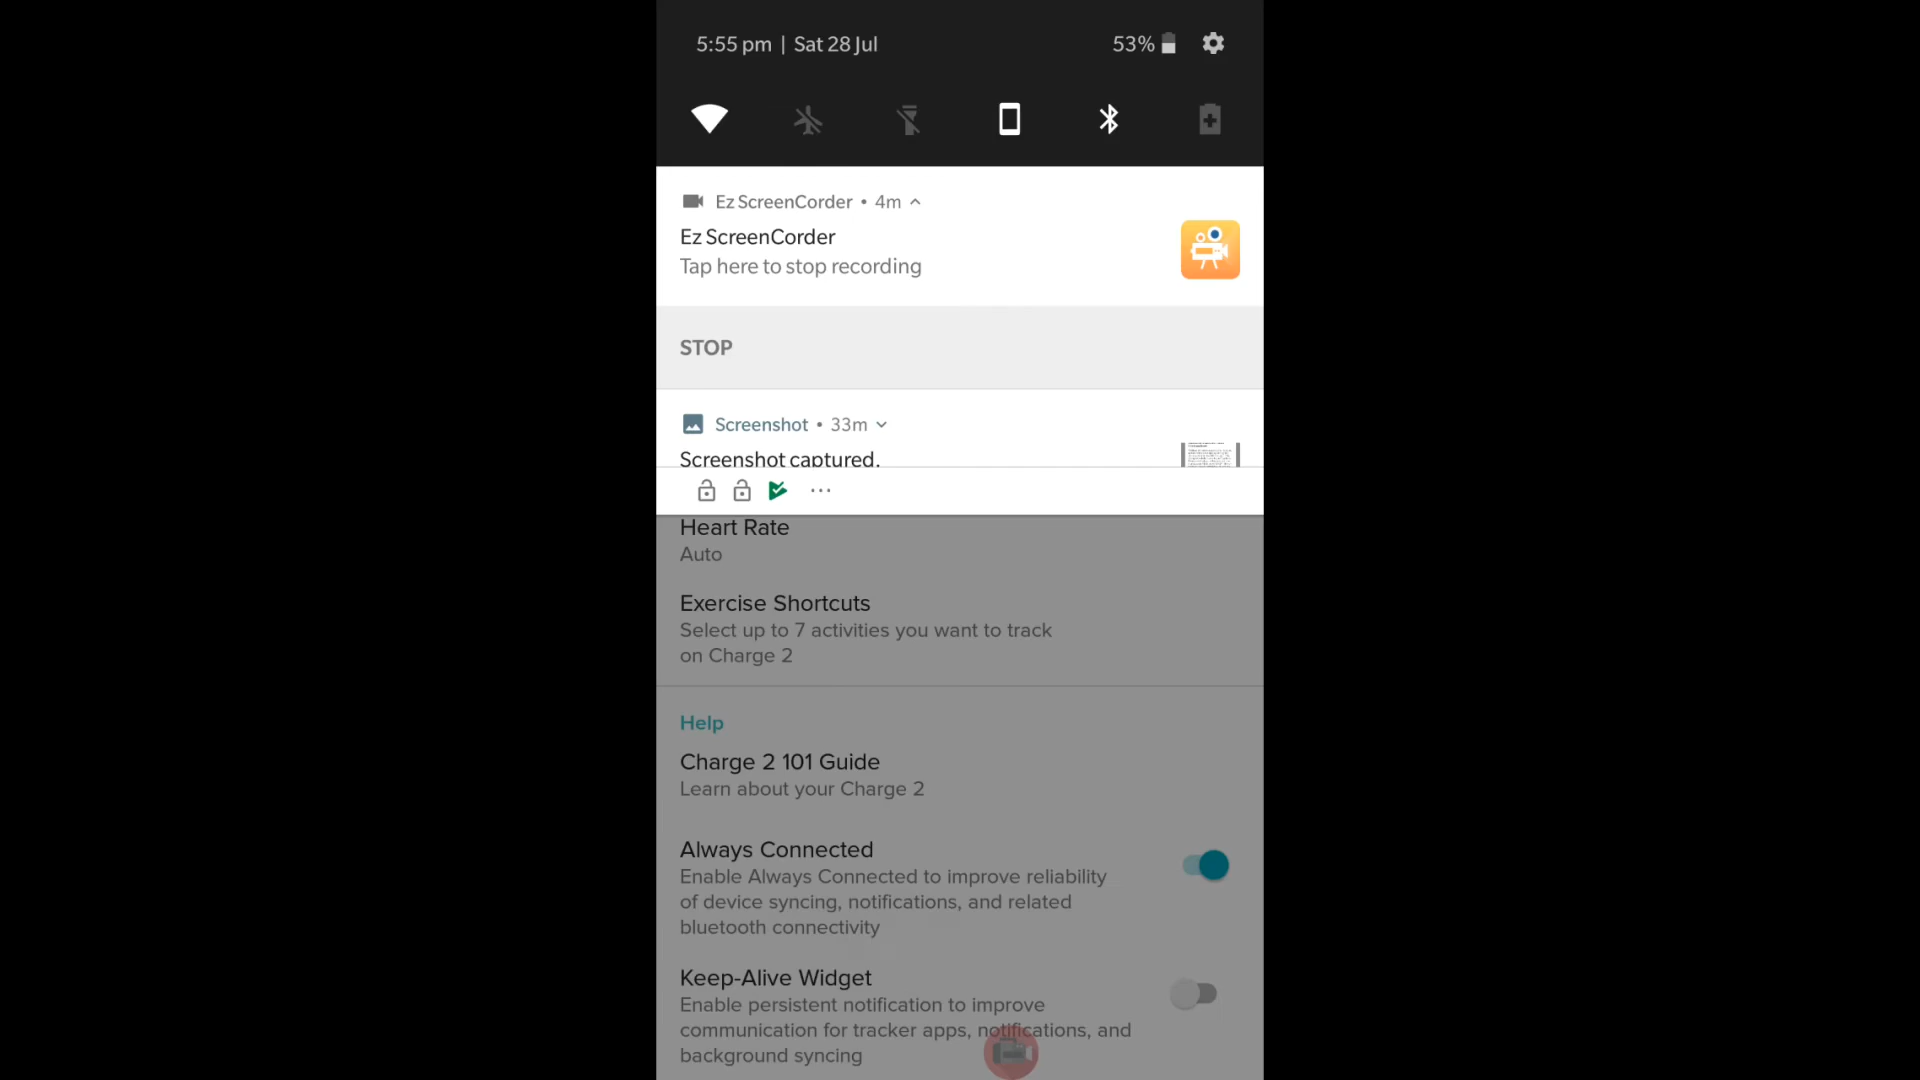 5:55 pm | Sat 28 Jul
53%
Ez ScreenCorder • 4m
Ez ScreenCorder
Tap here to stop recording
STOP
Screenshot • 33m
Screenshot captured.
...
Heart Rate
Auto
Exercise Shortcuts
Select up to 7 activities you want to track
on Charge 2
Help
Charge 2 101 Guide
Learn about your Charge 2
Always Connected
Enable Always Connected to improve reliability
of device syncing, notifications, and related
bluetooth connectivity
Keep-Alive Widget
Enable persistent notification to improve
communication for tracker apps, notifications, and
background syncing